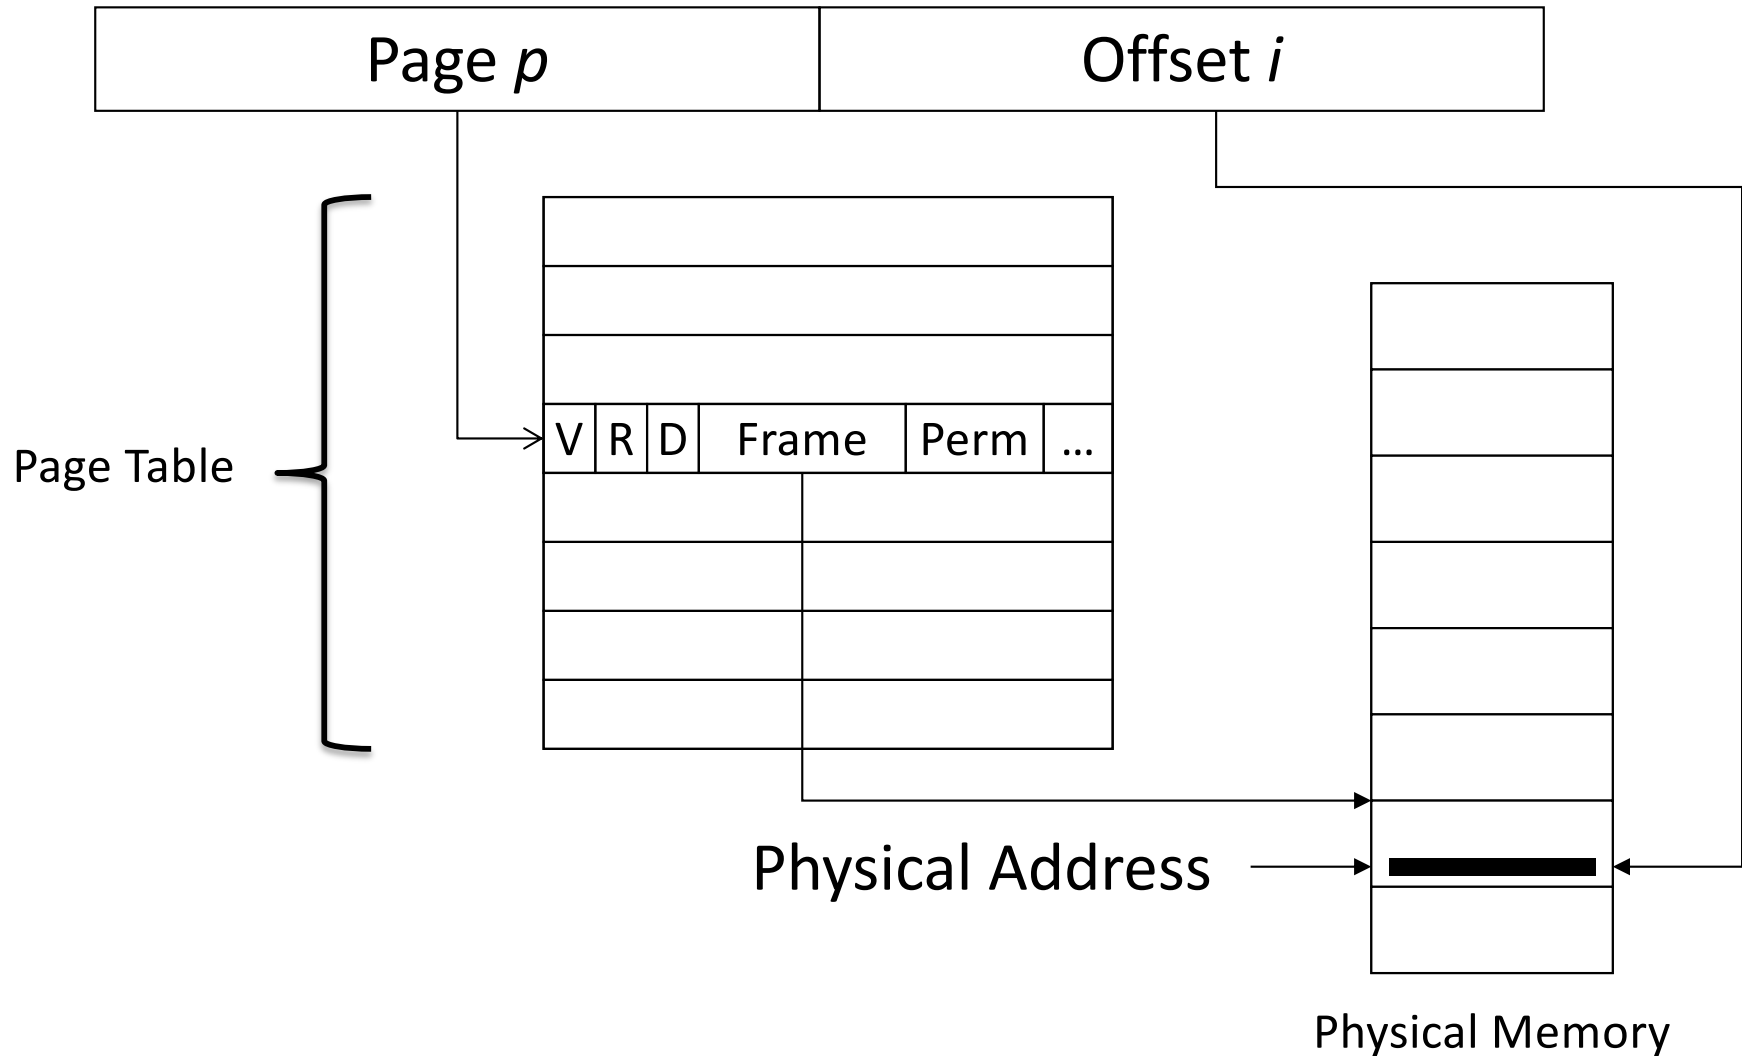 Page p
Offset i
V R D Frame Perm ...
Page Table
Physical Address
Physical Memory